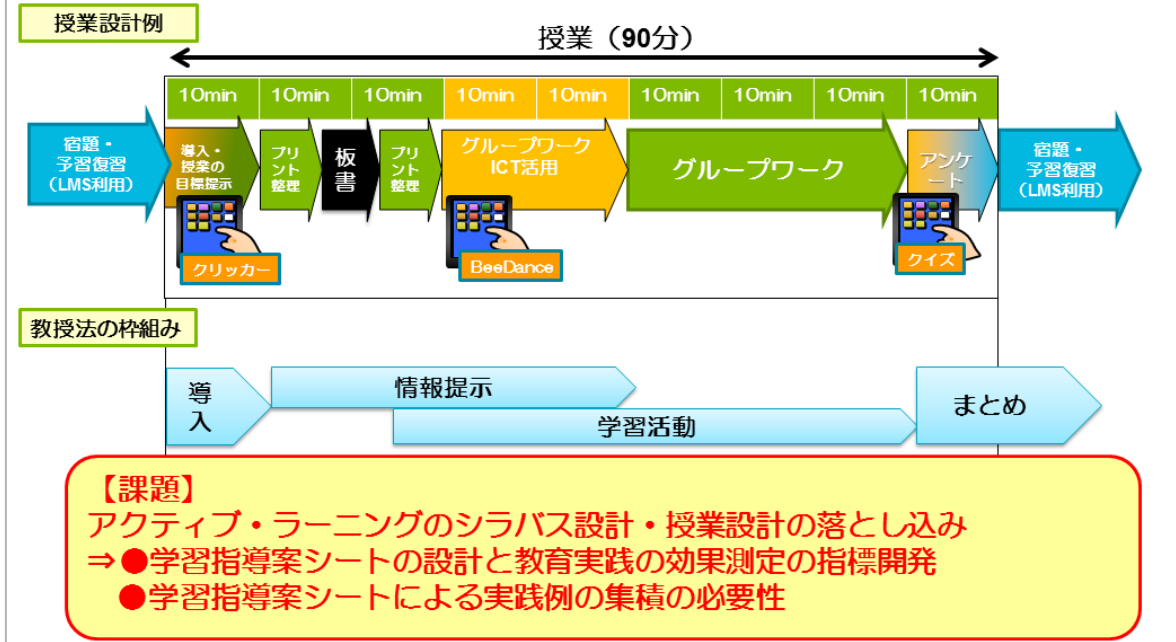 授業設計例
授業（90分）
10min 10min 10min 10min 10min 10min 10min 10min 10min
宿題・
予習復習
（LMS利用）
導入・
授業の
目標提示
プリ
ント
整理
板
書
プリ
ント
整理
グループワーク
ICT活用
グループワーク
アンケ
ート
宿題・
予習復習
（LMS利用）
クリッカー
BeeDance
クイズ
教授法の枠組み
導
入
情報提示
学習活動
まとめ
【課題】
アクティブ・ラーニングのシラバス設計・授業設計の落とし込み
⇒●学習指導案シートの設計と教育実践の効果測定の指標開発
●学習指導案シートによる実践例の集積の必要性